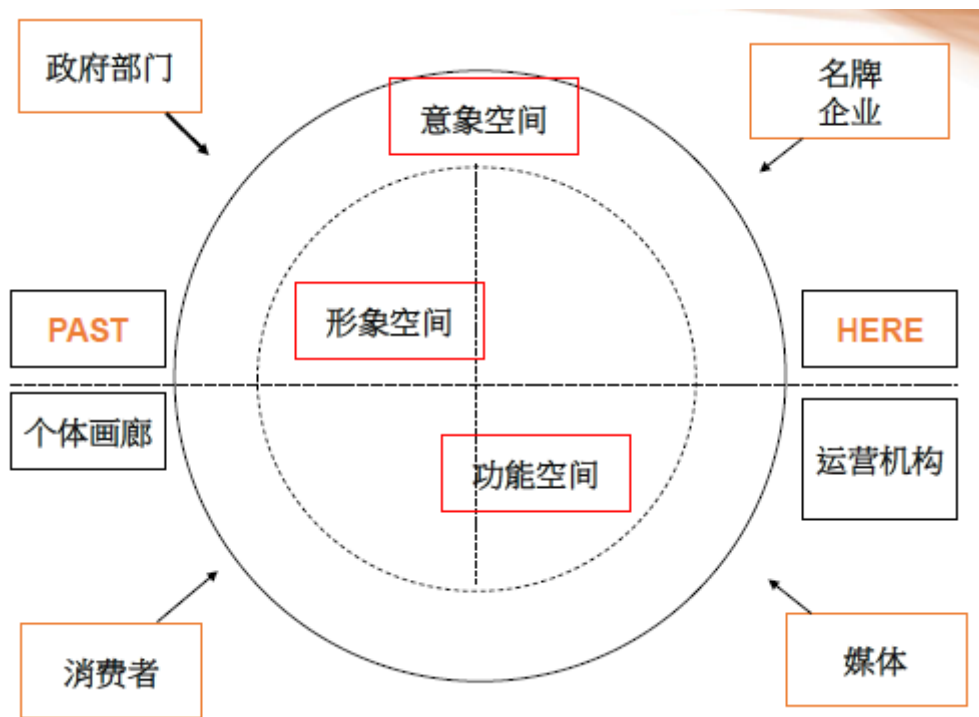 政府部门
名牌
企业
意象空间
形象空间
PAST
HERE
个体画廊
运营机构
功能空间
消费者
媒体